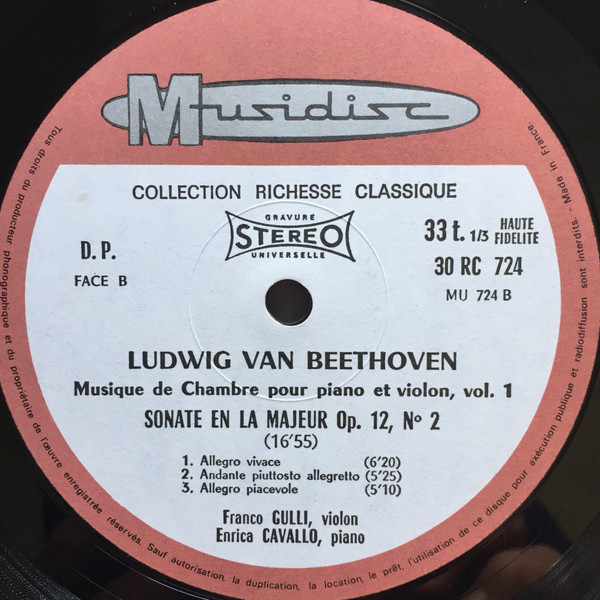 Musidisc
COLLECTION RICHESSE CLASSIQUE
GRAVURE
STEREO
UNIVERSELLE
D.P.
FACE B
33 t. 1/3 HAUTE FIDELITE
30 RC 724
MU 724 B
LUDWIG VAN BEETHOVEN
Musique de Chambre pour piano et violon, vol. 1
SONATE EN LA MAJEUR Op. 12, No 2
(16'55)
1. Allegro vivace (6'20)
2. Andante piuttosto allegretto (5'25)
3. Allegro piacevole (5'10)
Franco GULLI, violon
Enrica CAVALLO, piano
Tous droits du producteur phonographique et du propriétaire de l'œuvre enregistrée réservés. Sauf autorisation, la duplication, la location, le prêt, l'utilisation de ce disque pour exécution publique et radiodiffusion sont interdits. - Made in France.